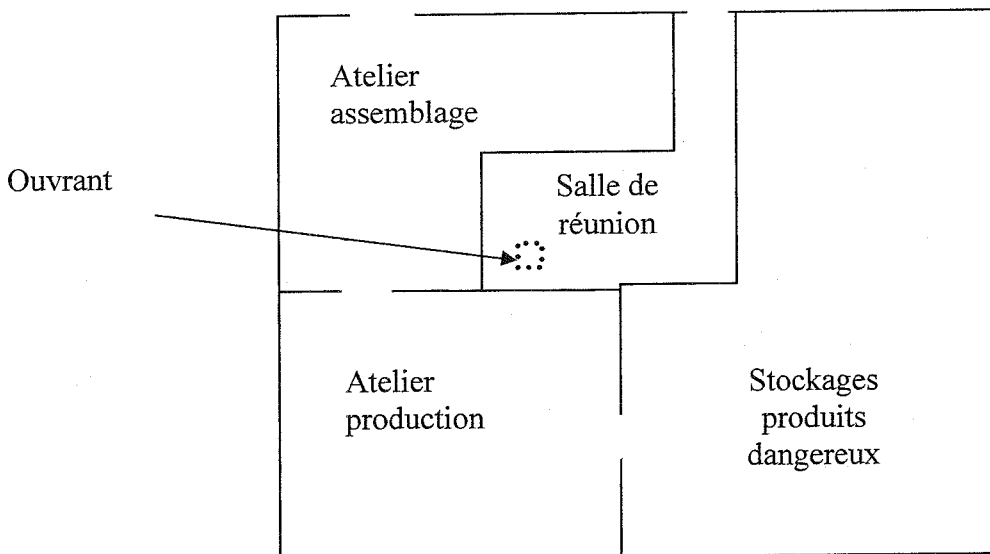 Atelier
assemblage
Ouvrant
Salle de
réunion
Atelier
production
Stockages
produits
dangereux